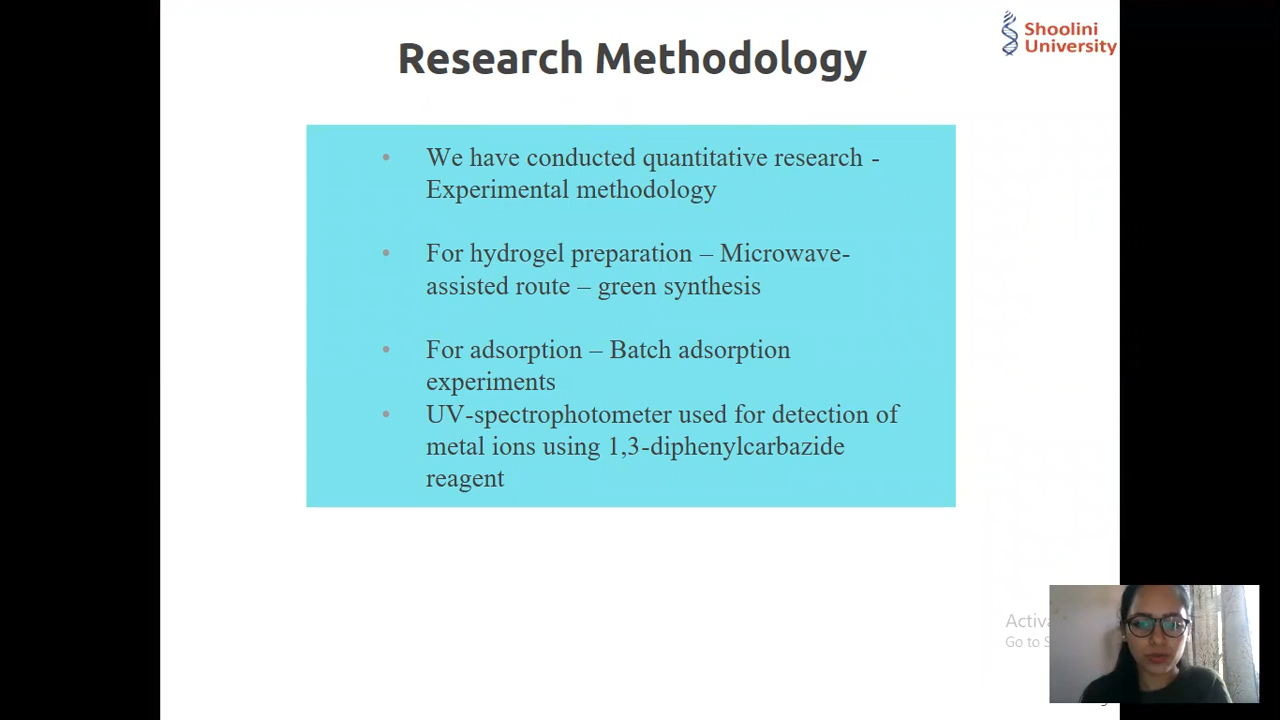 Shoolini
University
Research Methodology
• We have conducted quantitative research -
Experimental methodology
• For hydrogel preparation – Microwave-
assisted route – green synthesis
• For adsorption – Batch adsorption
experiments
• UV-spectrophotometer used for detection of
metal ions using 1,3-diphenylcarbazide
reagent
Activa
Go to S